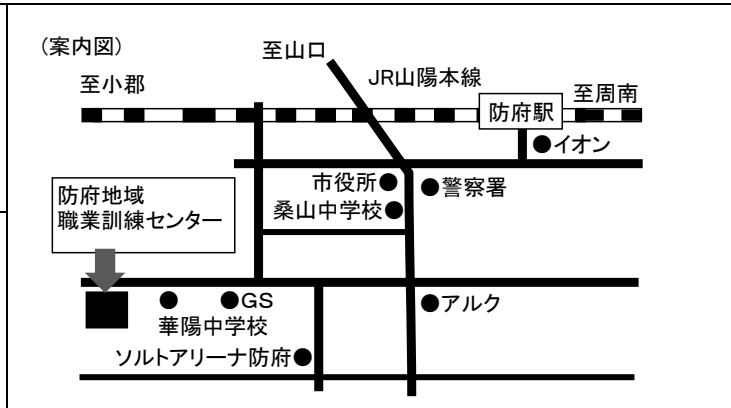 (案内図)
至山口
至小郡
JR山陽本線
至周南
防府駅
●イオン
市役所●
●警察署
桑山中学校●
防府地域
職業訓練センター
●
●GS
●アルク
華陽中学校
ソルトアリーナ防府●